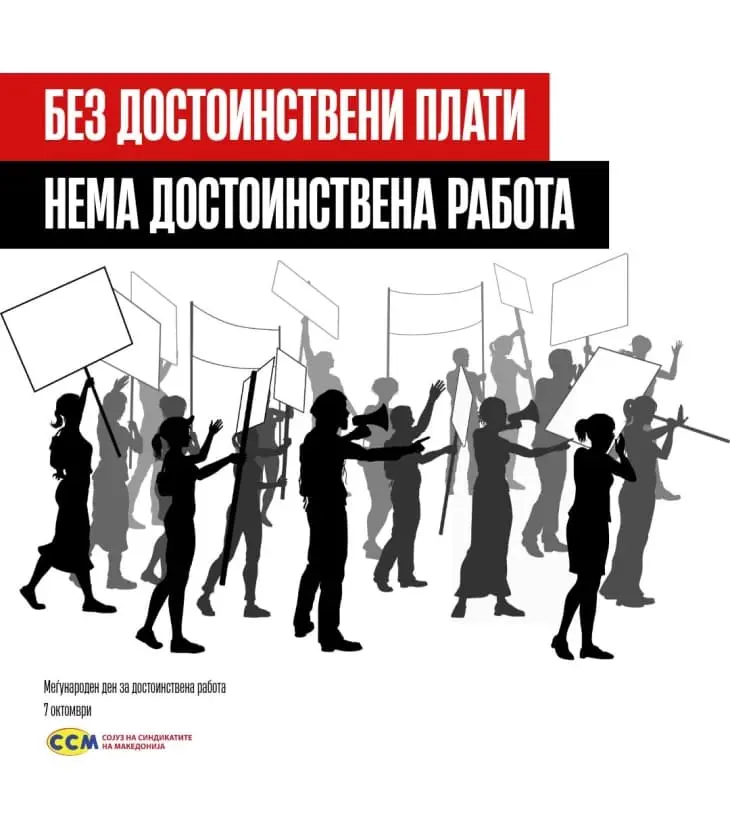 БЕЗ ДОСТОИНСТВЕНИ ПЛАТИ
НЕМА ДОСТОИНСТВЕНА РАБОТА
Меѓународен ден за достоинствена работа
7 октомври
ССМ
СОЈУЗ НА СИНДИКАТИТЕ
НА МАКЕДОНИЈА